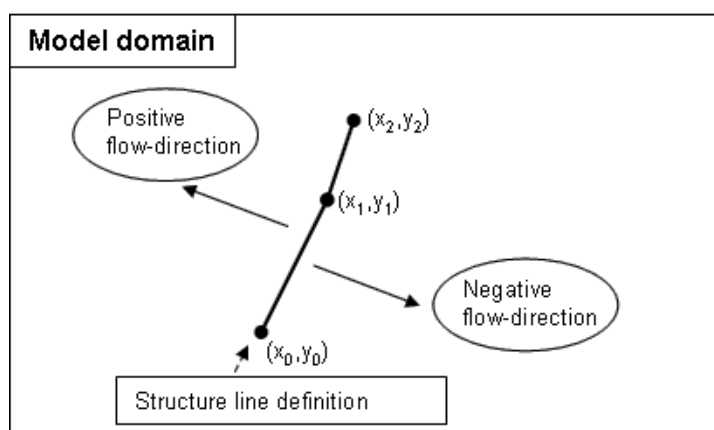 Model domain
Positive
flow-direction
(x₂,y₂)
(x₁,y₁)
Negative
flow-direction
(x₀,y₀)
Structure line definition